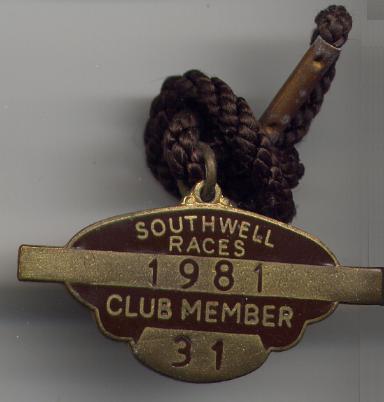 SOUTHWELL
RACES
1981
CLUB MEMBER
31